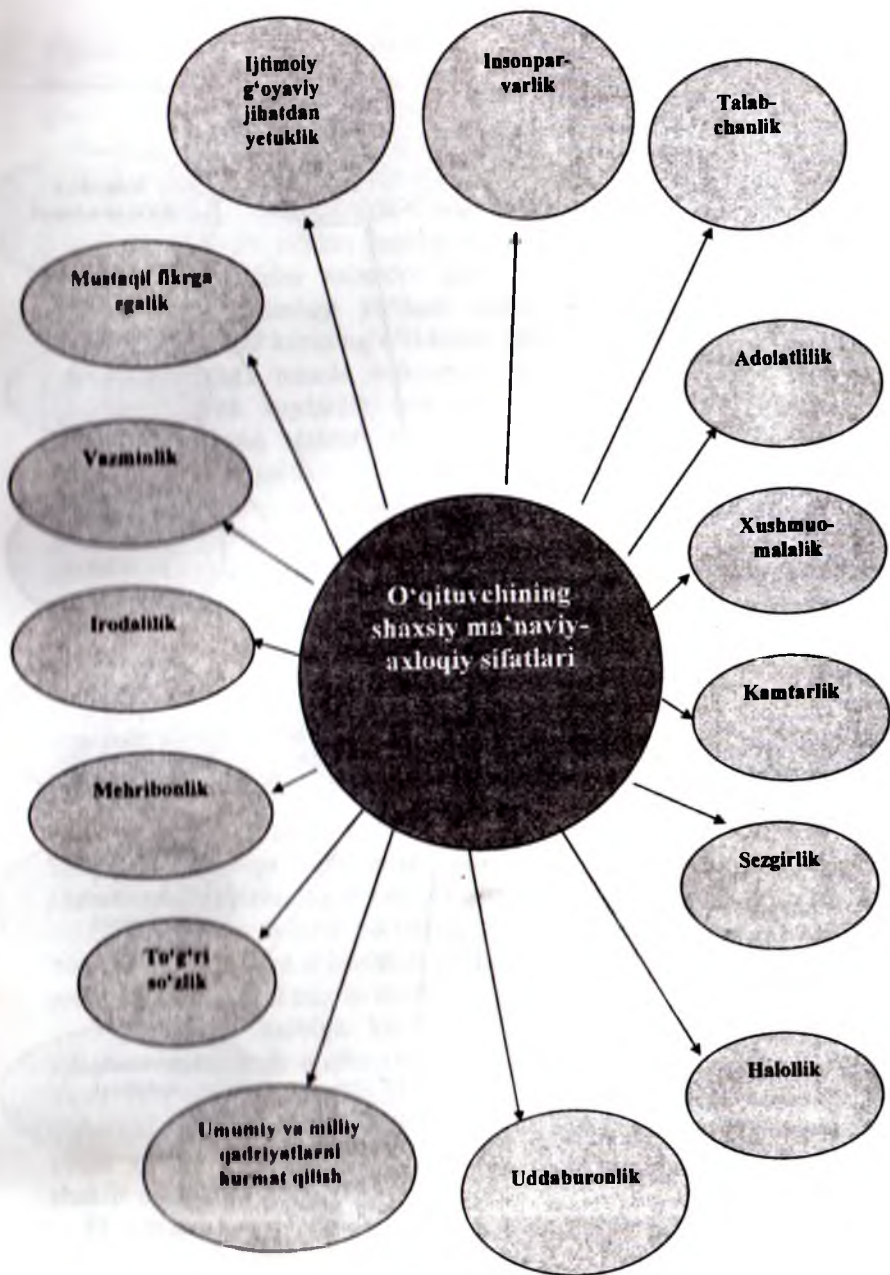 Ijtimoiy
g‘oyaviy
jihatdan
yetuklik
Insonpar-
varlik
Talab-
chanlik
Mustaqil fikrga
egalik
Adolatlilik
Vazminlik
Xushmuo-
malalik
O‘qituvchining
shaxsiy ma‘naviy-
axloqiy sifatlari
Irodalilik
Kamtarlik
Mehribonlik
Sezgirlik
To‘g‘ri
so‘zlik
Halollik
Umumiy va milliy
qadriyatlarni
hurmat qilish
Uddaburonlik